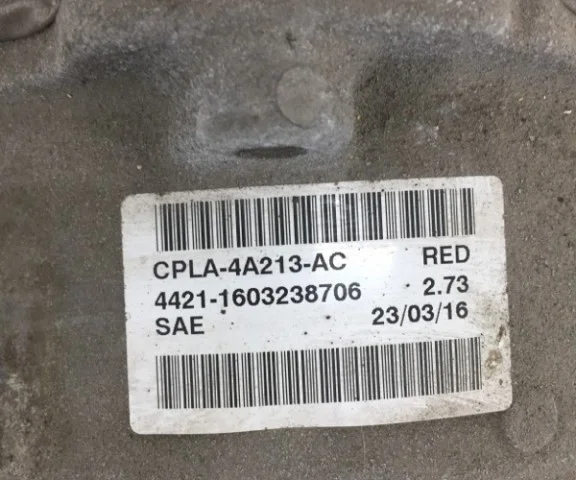 CPLA-4A213-AC RED
4421-1603238706 2.73
SAE 23/03/16